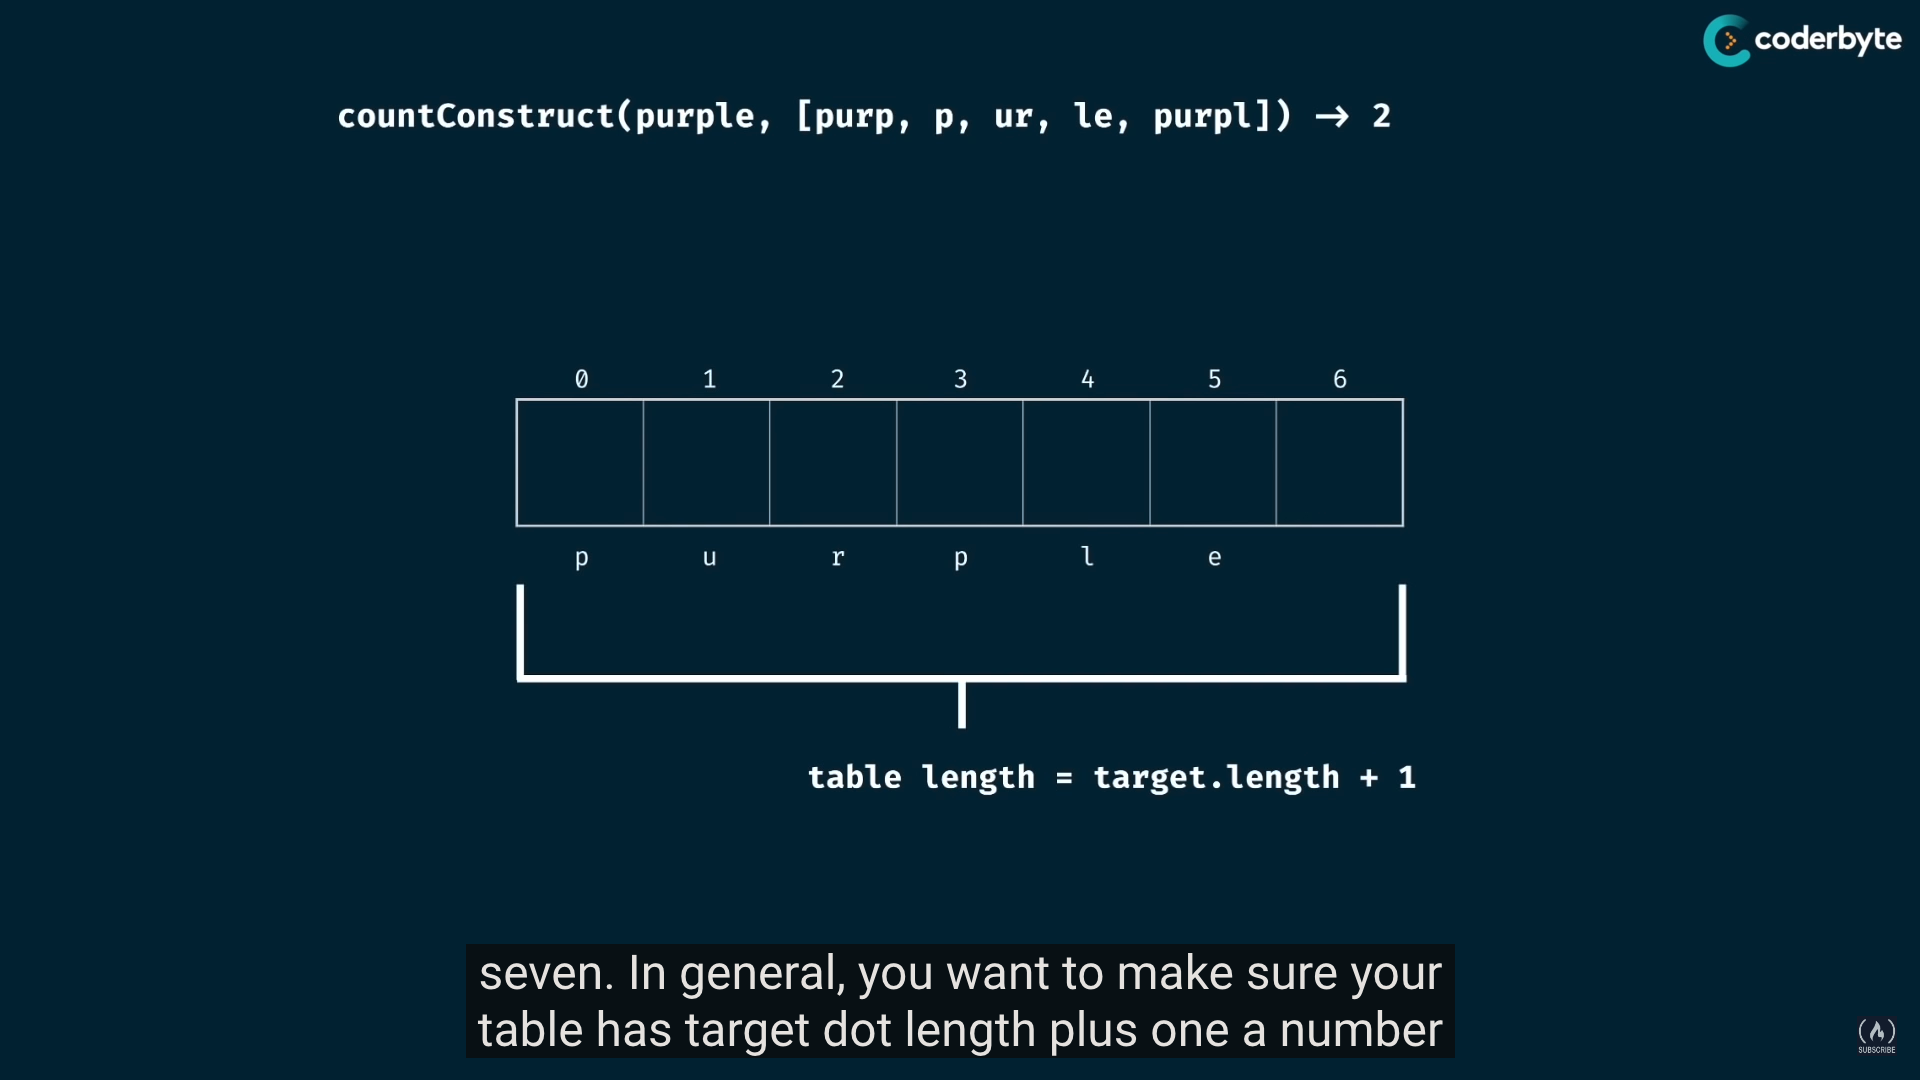 coderbyte
countConstruct(purple, [purp, p, ur, le, purpl]) → 2
0 1 2 3 4 5 6
p u r p l e
table length = target.length + 1
seven. In general, you want to make sure your
table has target dot length plus one a number
SUBSCRIBE